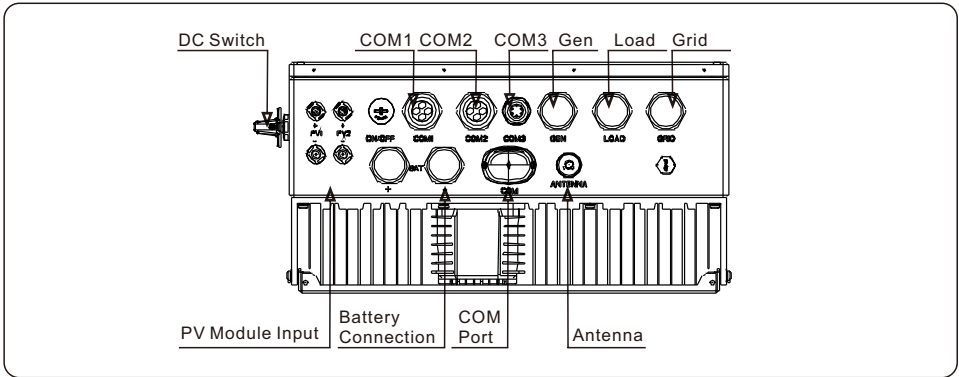 DC Switch COM1 COM2 COM3 Gen Load Grid
+ +
PV1 PV2
- -
ON/OFF COM1 COM2 COM3 GEN LOAD GRID
BAT
+ -
COM ANTENNA
PV Module Input
Battery
Connection
COM
Port
Antenna